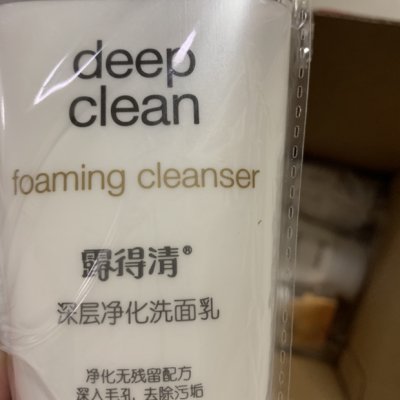 deep
clean
foaming cleanser
露得清®
深层净化洗面乳
净化无残留配方
深入毛孔,去除污垢